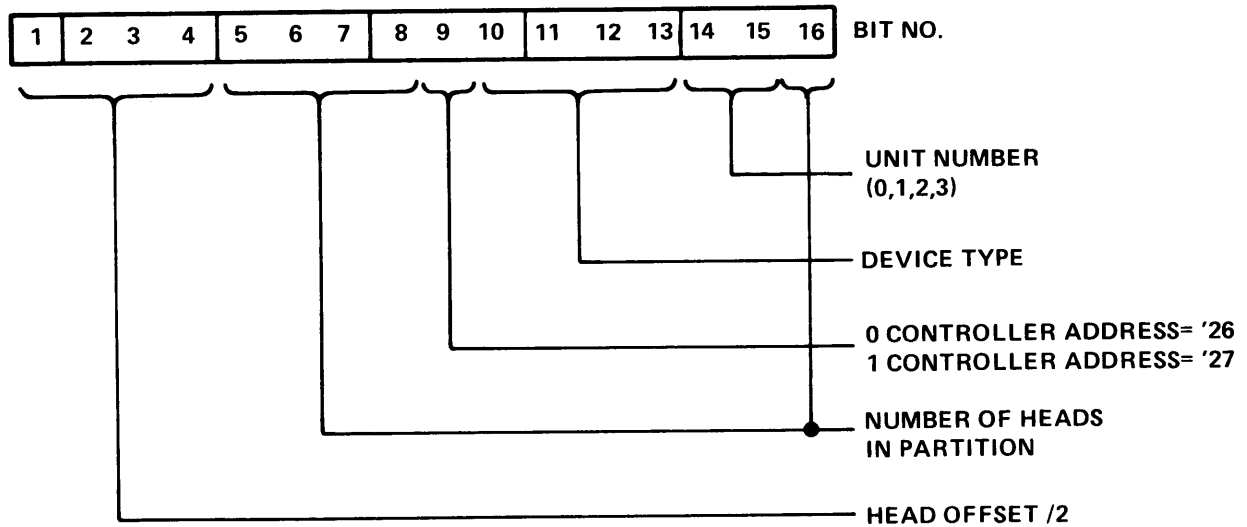 1 2 3 4 5 6 7 8 9 10 11 12 13 14 15 16 BIT NO.
UNIT NUMBER
(0,1,2,3)
DEVICE TYPE
0 CONTROLLER ADDRESS= '26
1 CONTROLLER ADDRESS= '27
NUMBER OF HEADS
IN PARTITION
HEAD OFFSET /2